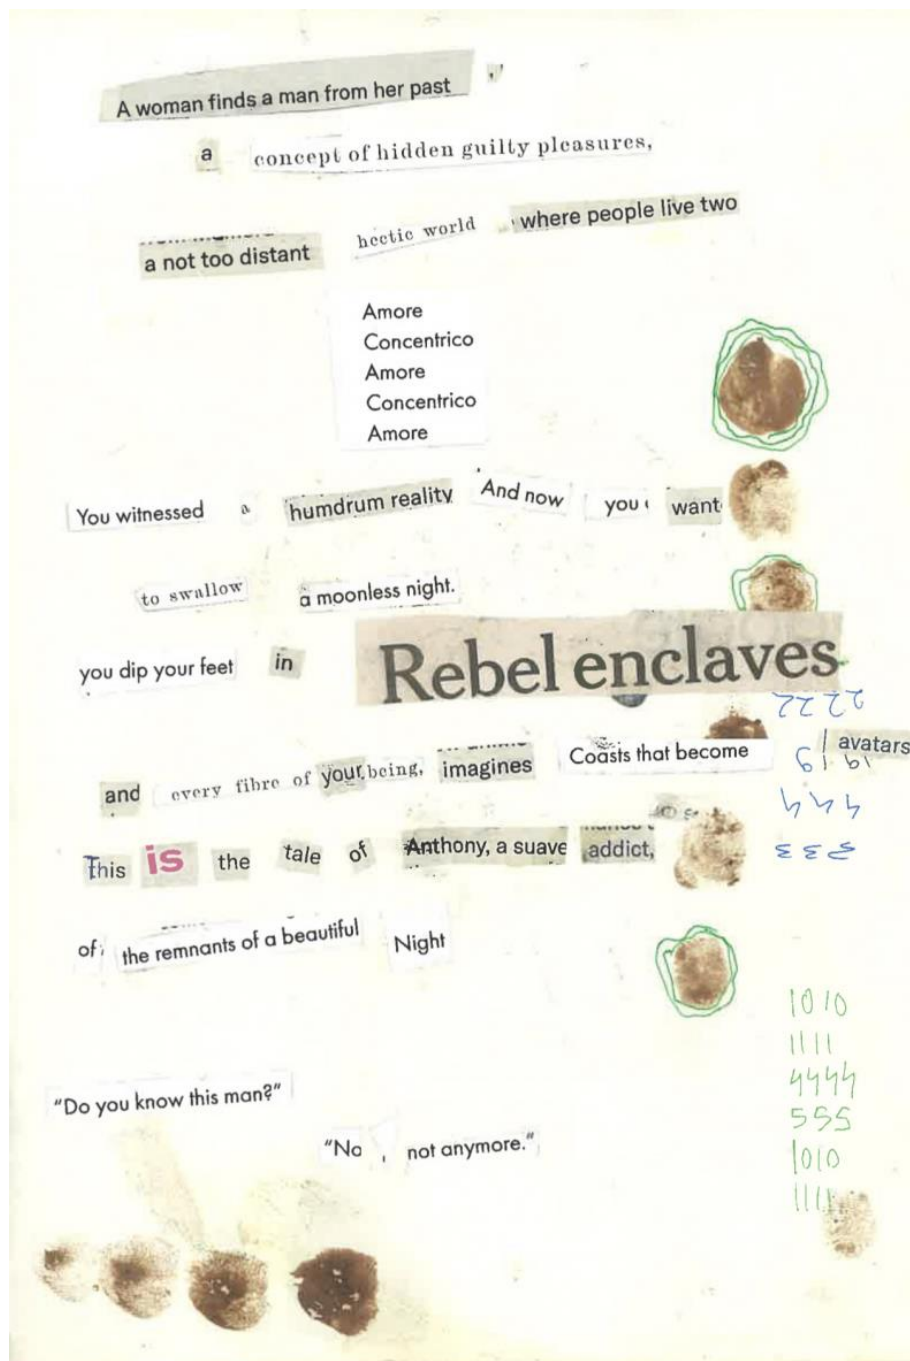 A woman finds a man from her past ,
a concept of hidden guilty pleasures,
a not too distant hectic world where people live two
Amore
Concentrico
Amore
Concentrico
Amore
You witnessed a humdrum reality And now you want
to swallow a moonless night.
you dip your feet in Rebel enclaves
and every fibre of your being, imagines Coasts that become avatars
This is the tale of Anthony, a suave addict,
of the remnants of a beautiful Night
1010
1111
4444
555
1010
1111
"Do you know this man?"
"No , not anymore."